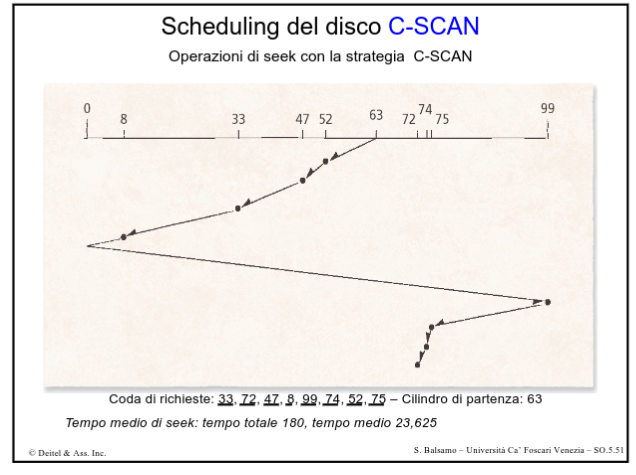 Scheduling del disco C-SCAN
Operazioni di seek con la strategia C-SCAN
0 8 33 47 52 63 72 74 75 99
Coda di richieste: 33, 72, 47, 8, 99, 74, 52, 75 – Cilindro di partenza: 63
Tempo medio di seek: tempo totale 180, tempo medio 23,625
© Deitel & Ass. Inc.
S. Balsamo – Università Ca' Foscari Venezia – SO.5.51